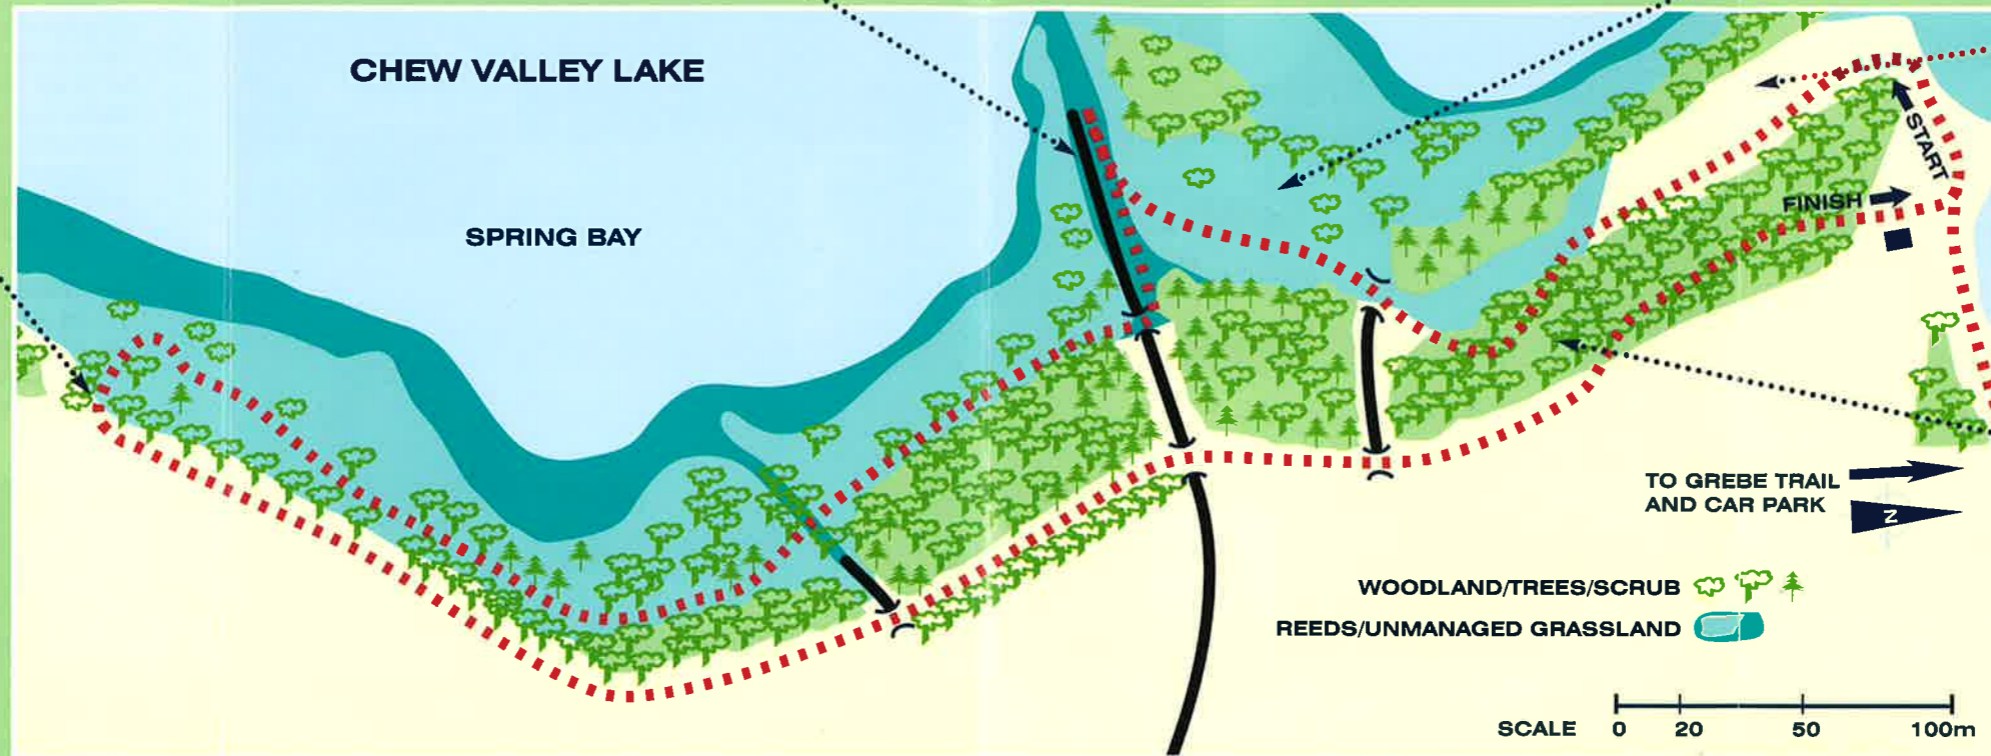 CHEW VALLEY LAKE
SPRING BAY
START
FINISH
TO GREBE TRAIL
AND CAR PARK
N
WOODLAND/TREES/SCRUB
REEDS/UNMANAGED GRASSLAND
SCALE 0 20 50 100m